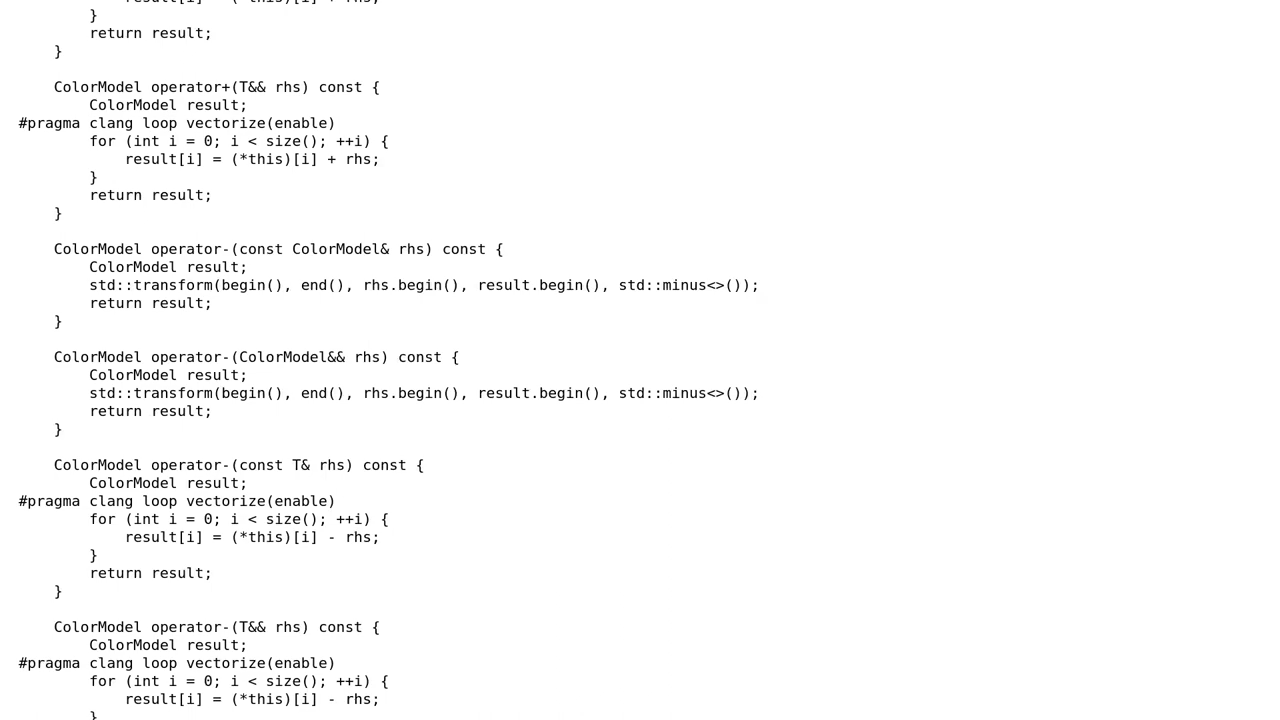 result[i] = (*this)[i] + rhs;
        }
        return result;
    }

    ColorModel operator+(T&& rhs) const {
        ColorModel result;
#pragma clang loop vectorize(enable)
        for (int i = 0; i < size(); ++i) {
            result[i] = (*this)[i] + rhs;
        }
        return result;
    }

    ColorModel operator-(const ColorModel& rhs) const {
        ColorModel result;
        std::transform(begin(), end(), rhs.begin(), result.begin(), std::minus<>());
        return result;
    }

    ColorModel operator-(ColorModel&& rhs) const {
        ColorModel result;
        std::transform(begin(), end(), rhs.begin(), result.begin(), std::minus<>());
        return result;
    }

    ColorModel operator-(const T& rhs) const {
        ColorModel result;
#pragma clang loop vectorize(enable)
        for (int i = 0; i < size(); ++i) {
            result[i] = (*this)[i] - rhs;
        }
        return result;
    }

    ColorModel operator-(T&& rhs) const {
        ColorModel result;
#pragma clang loop vectorize(enable)
        for (int i = 0; i < size(); ++i) {
            result[i] = (*this)[i] - rhs;
        }